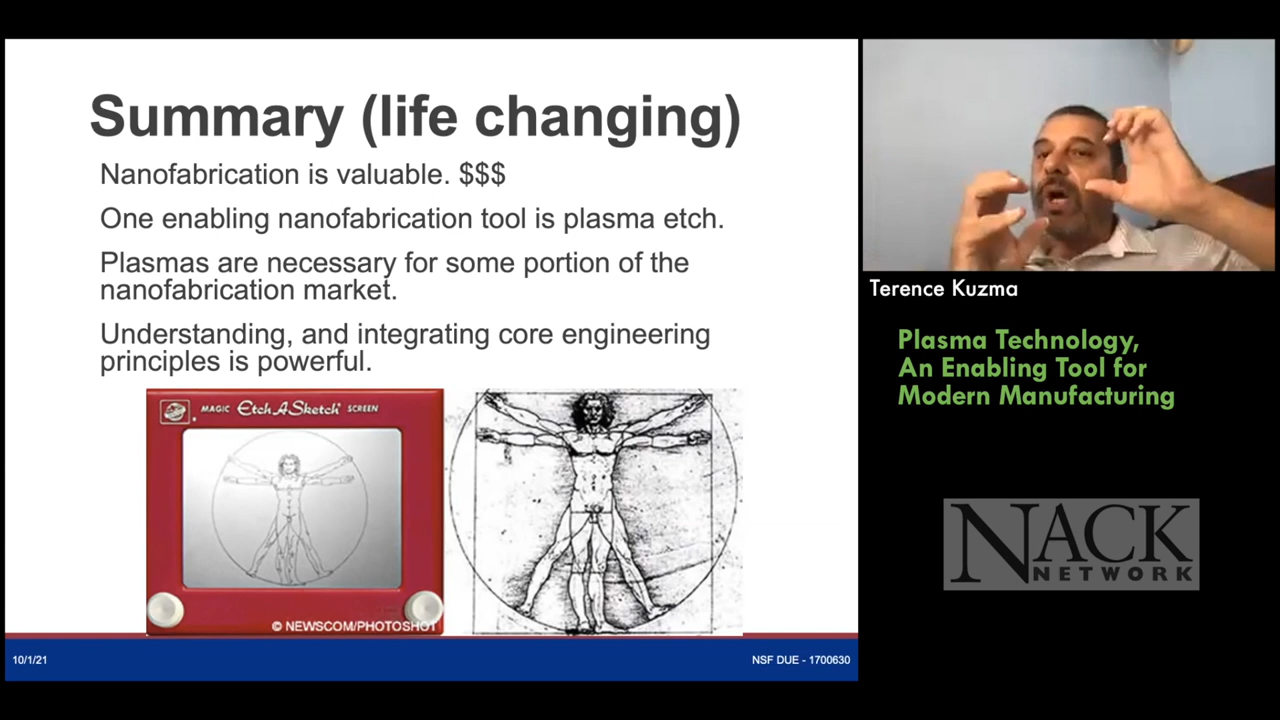 Summary (life changing)
Nanofabrication is valuable. $$$
One enabling nanofabrication tool is plasma etch.
Plasmas are necessary for some portion of the
nanofabrication market.
Understanding, and integrating core engineering
principles is powerful.
MAGIC Etch A Sketch® SCREEN
© NEWSCOM/PHOTOSHOT
10/1/21
NSF DUE - 1700630
Terence Kuzma
Plasma Technology,
An Enabling Tool for
Modern Manufacturing
NACK
NETWORK